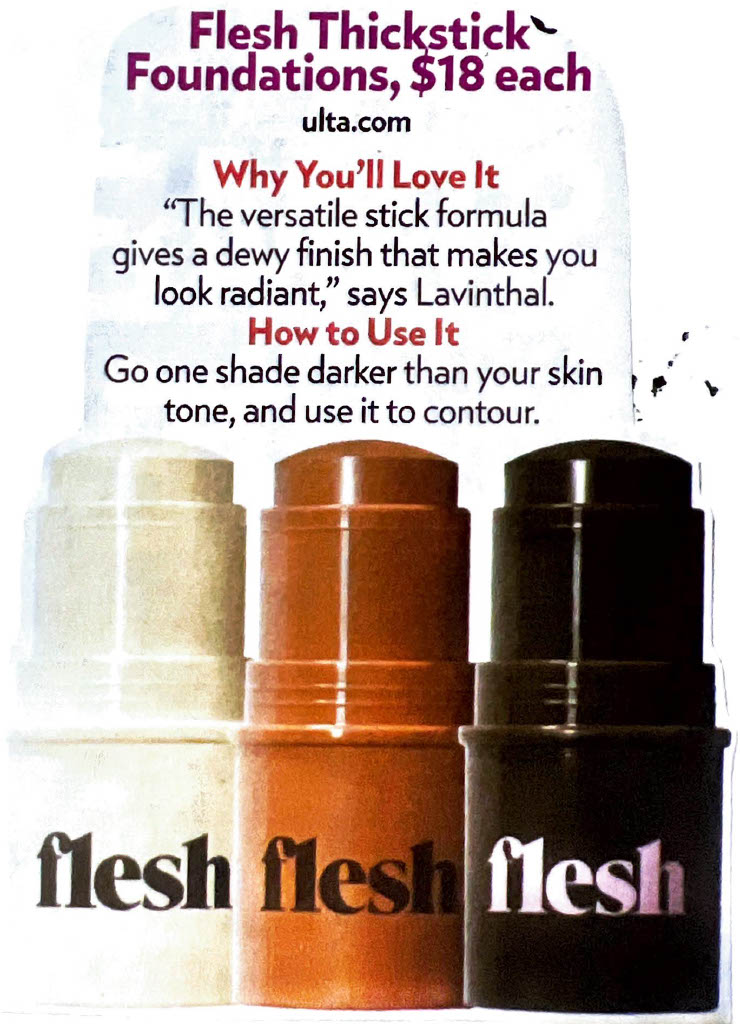 Flesh Thickstick
Foundations, $18 each
ulta.com
Why You'll Love It
“The versatile stick formula
gives a dewy finish that makes you
look radiant,” says Lavinthal.
How to Use It
Go one shade darker than your skin
tone, and use it to contour.
flesh flesh flesh